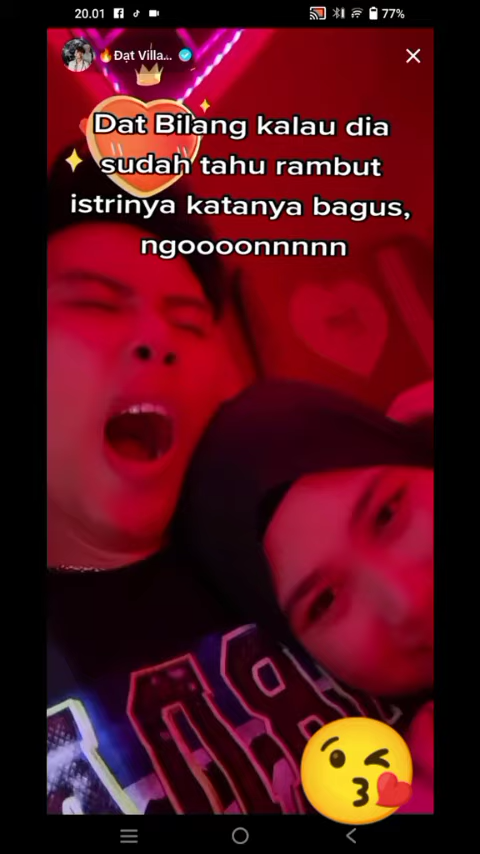 20.01
77%
🔥Đạt Villa...
Dat Bilang kalau dia
sudah tahu rambut
istrinya katanya bagus,
ngoooonnnnn